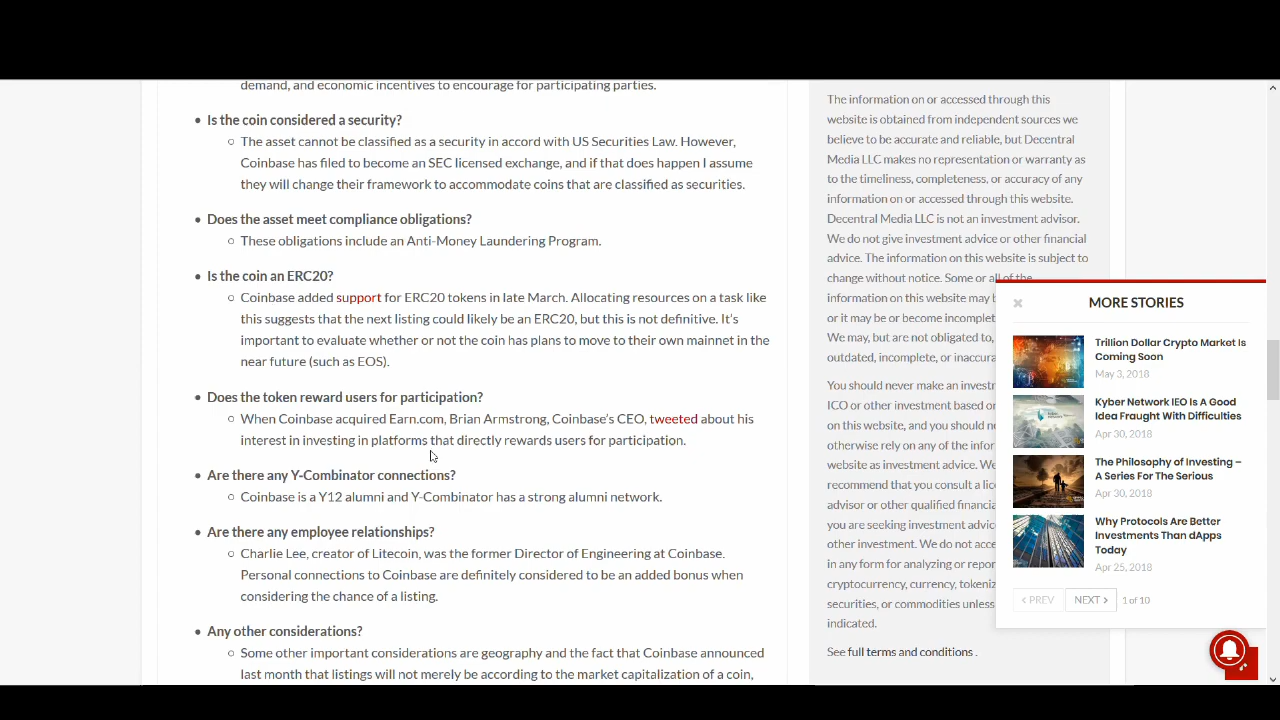 demand, and economic incentives to encourage for participating parties.
• Is the coin considered a security?
○ The asset cannot be classified as a security in accord with US Securities Law. However,
Coinbase has filed to become an SEC licensed exchange, and if that does happen I assume
they will change their framework to accommodate coins that are classified as securities.
• Does the asset meet compliance obligations?
○ These obligations include an Anti-Money Laundering Program.
• Is the coin an ERC20?
○ Coinbase added support for ERC20 tokens in late March. Allocating resources on a task like
this suggests that the next listing could likely be an ERC20, but this is not definitive. It's
important to evaluate whether or not the coin has plans to move to their own mainnet in the
near future (such as EOS).
• Does the token reward users for participation?
○ When Coinbase acquired Earn.com, Brian Armstrong, Coinbase's CEO, tweeted about his
interest in investing in platforms that directly rewards users for participation.
• Are there any Y-Combinator connections?
○ Coinbase is a Y12 alumni and Y-Combinator has a strong alumni network.
• Are there any employee relationships?
○ Charlie Lee, creator of Litecoin, was the former Director of Engineering at Coinbase.
Personal connections to Coinbase are definitely considered to be an added bonus when
considering the chance of a listing.
• Any other considerations?
○ Some other important considerations are geography and the fact that Coinbase announced
last month that listings will not merely be according to the market capitalization of a coin,
The information on or accessed through this
website is obtained from independent sources we
believe to be accurate and reliable, but Decentral
Media LLC makes no representation or warranty as
to the timeliness, completeness, or accuracy of any
information on or accessed through this website.
Decentral Media LLC is not an investment advisor.
We do not give investment advice or other financial
advice. The information on this website is subject to
change without notice. Some or all of the
information on this website may b
or it may be or become incomplet
We may, but are not obligated to,
outdated, incomplete, or inaccura
You should never make an investr
ICO or other investment based or
on this website, and you should n
otherwise rely on any of the infor
website as investment advice. We
recommend that you consult a lic
advisor or other qualified financia
you are seeking investment advic
other investment. We do not acce
in any form for analyzing or repor
cryptocurrency, currency, tokeniz
securities, or commodities unless
indicated.
See full terms and conditions .
MORE STORIES
Trillion Dollar Crypto Market Is
Coming Soon
May 3, 2018
Kyber Network IEO Is A Good
Idea Fraught With Difficulties
Apr 30, 2018
The Philosophy of Investing –
A Series For The Serious
Apr 30, 2018
Why Protocols Are Better
Investments Than dApps
Today
Apr 25, 2018
< PREV NEXT > 1 of 10